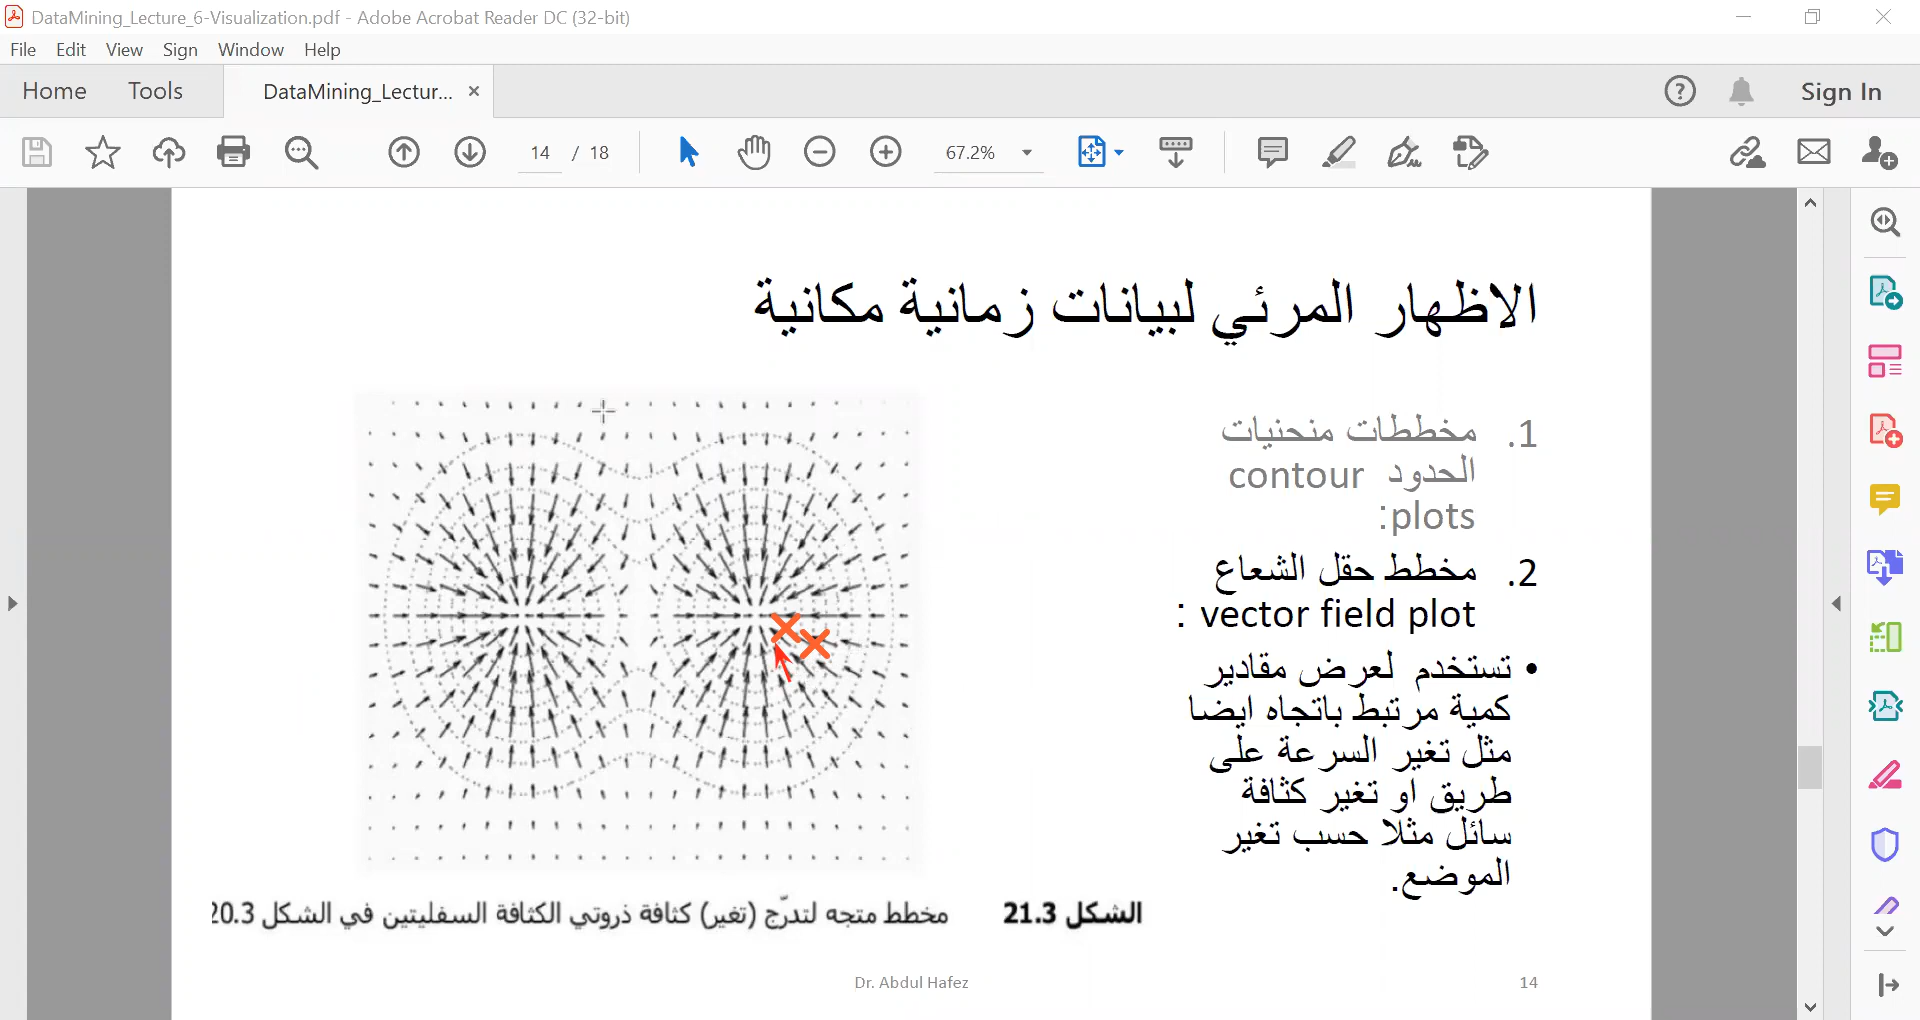 DataMining_Lecture_6-Visualization.pdf - Adobe Acrobat Reader DC (32-bit)
File Edit View Sign Window Help
Home Tools DataMining_Lectur... × Sign In
14 / 18 67.2%
الاظهار المرئي لبيانات زمانية مكانية
1. مخططات منحنيات
الحدود contour
plots:
2. مخطط حقل الشعاع
vector field plot :
• تستخدم لعرض مقادير
كمية مرتبط باتجاه ايضا
مثل تغير السرعة على
طريق او تغير كثافة
سائل مثلا حسب تغير
الموضع.
الشكل 21.3 مخطط متجه لتدرّج (تغير) كثافة ذروتي الكثافة السفليتين في الشكل 20.3
Dr. Abdul Hafez 14